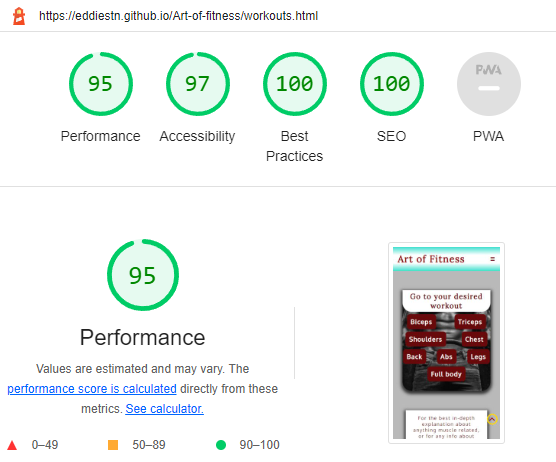 https://eddiestn.github.io/Art-of-fitness/workouts.html
95
97
100
100
PWA
Performance
Accessibility
Best
Practices
SEO
PWA
95
Performance
Values are estimated and may vary. The
performance score is calculated directly from these
metrics. See calculator.
0–49
50–89
90–100
Art of Fitness
Go to your desired
workout
Biceps
Triceps
Shoulders
Chest
Back
Abs
Legs
Full body
For the best in-depth
explanation about
anything muscle related,
or for any info about